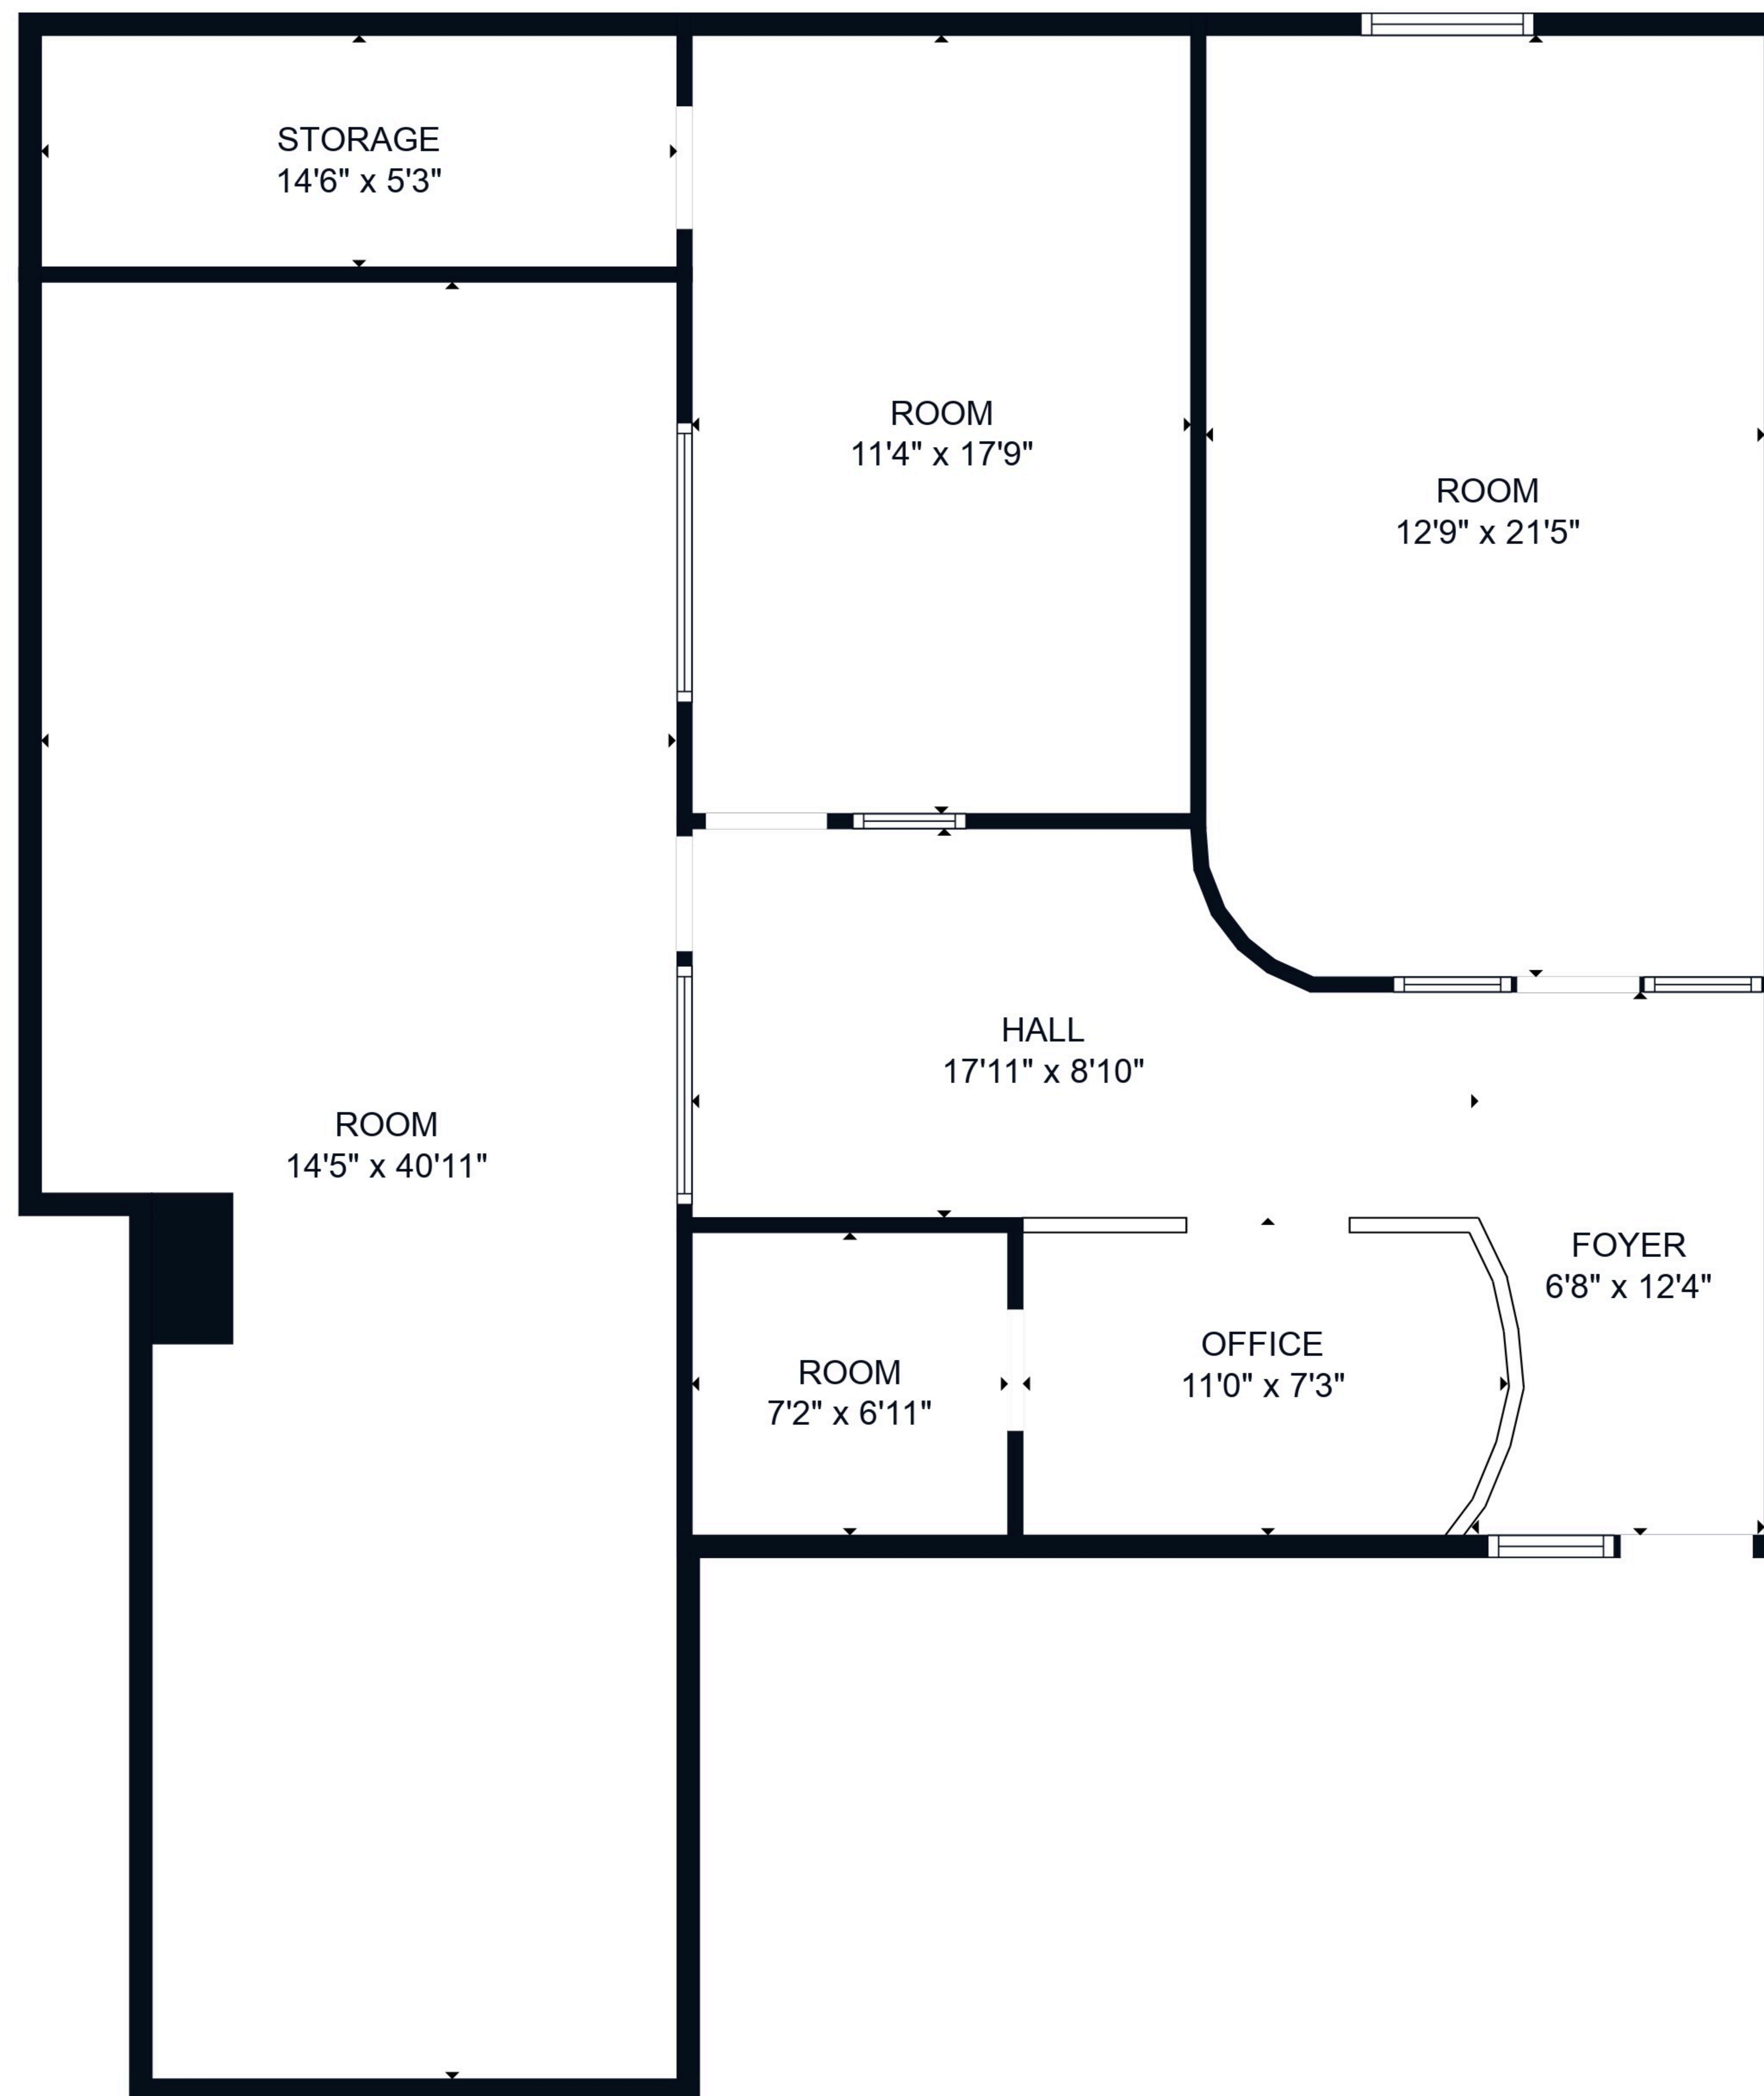 STORAGE
14'6" x 5'3"
ROOM
11'4" x 17'9"
ROOM
12'9" x 21'5"
HALL
17'11" x 8'10"
ROOM
14'5" x 40'11"
FOYER
6'8" x 12'4"
OFFICE
11'0" x 7'3"
ROOM
7'2" x 6'11"